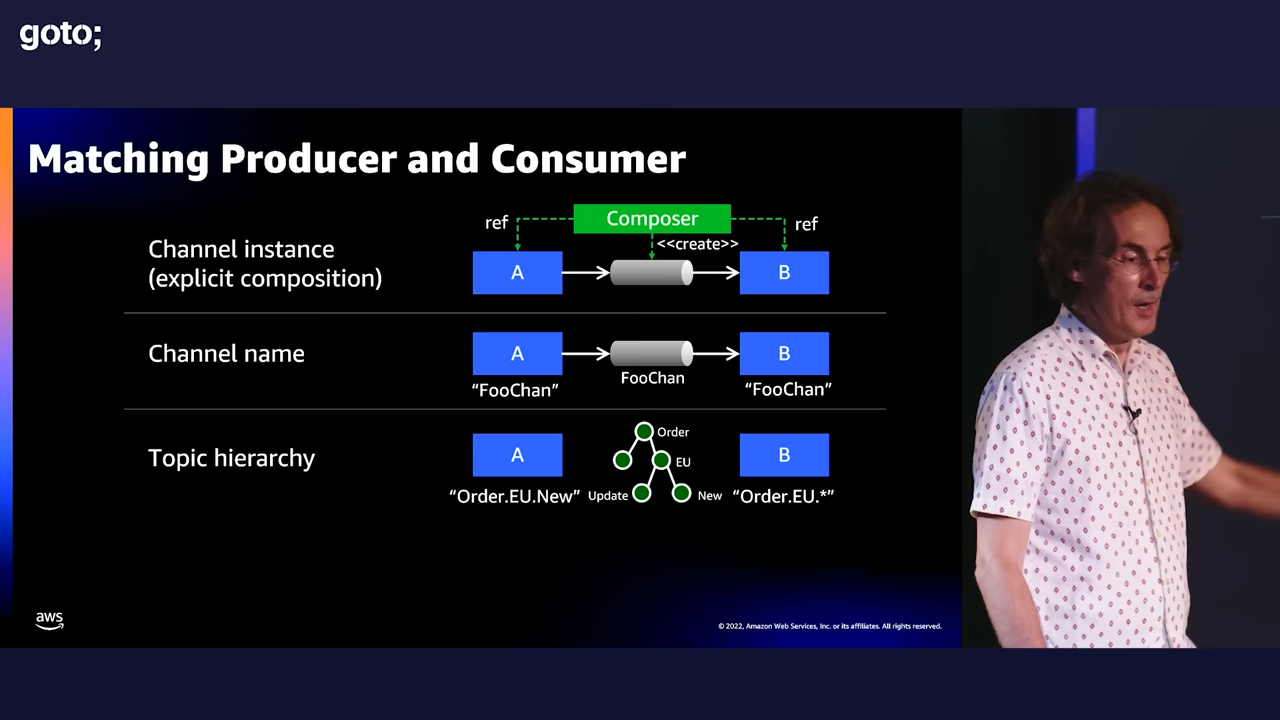 goto;
Matching Producer and Consumer
Channel instance
(explicit composition)
ref
Composer
ref
<<create>>
A
B
Channel name
A
B
FooChan
“FooChan”
“FooChan”
Topic hierarchy
A
B
Order
EU
Update
New
“Order.EU.New”
“Order.EU.*”
aws
© 2022, Amazon Web Services, Inc. or its affiliates. All rights reserved.